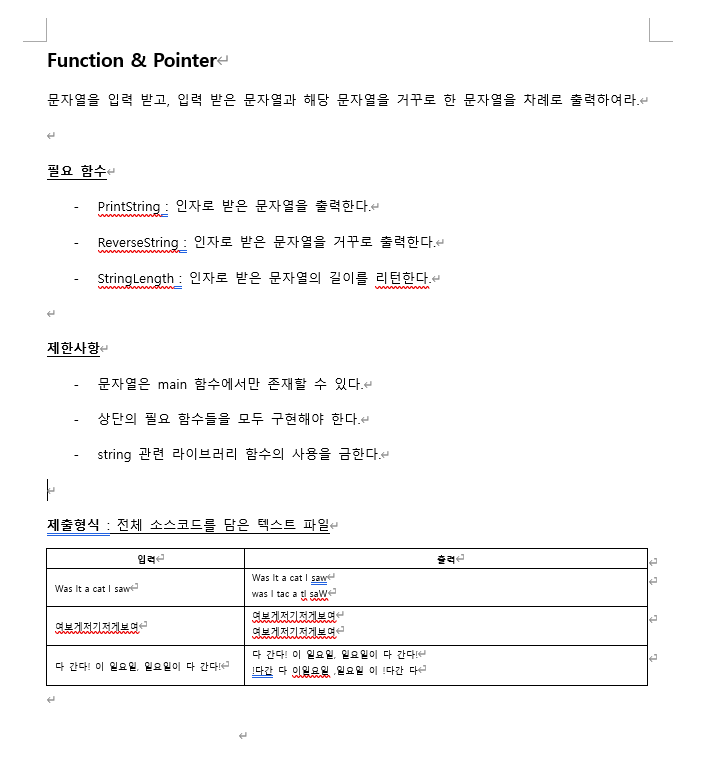 Function & Pointer
문자열을 입력 받고, 입력 받은 문자열과 해당 문자열을 거꾸로 한 문자열을 차례로 출력하여라.
필요 함수
- PrintString : 인자로 받은 문자열을 출력한다.
- ReverseString : 인자로 받은 문자열을 거꾸로 출력한다.
- StringLength : 인자로 받은 문자열의 길이를 리턴한다.
제한사항
- 문자열은 main 함수에서만 존재할 수 있다.
- 상단의 필요 함수들을 모두 구현해야 한다.
- string 관련 라이브러리 함수의 사용을 금한다.
제출형식 : 전체 소스코드를 담은 텍스트 파일
입력 출력
Was It a cat I saw
Was It a cat I saw
was I tac a tI saW
여보게저기저게보여
여보게저기저게보여
여보게저기저게보여
다 간다! 이 일요일, 일요일이 다 간다!
다 간다! 이 일요일, 일요일이 다 간다!
!다간 다 이일요일 ,일요일 이 !다간 다